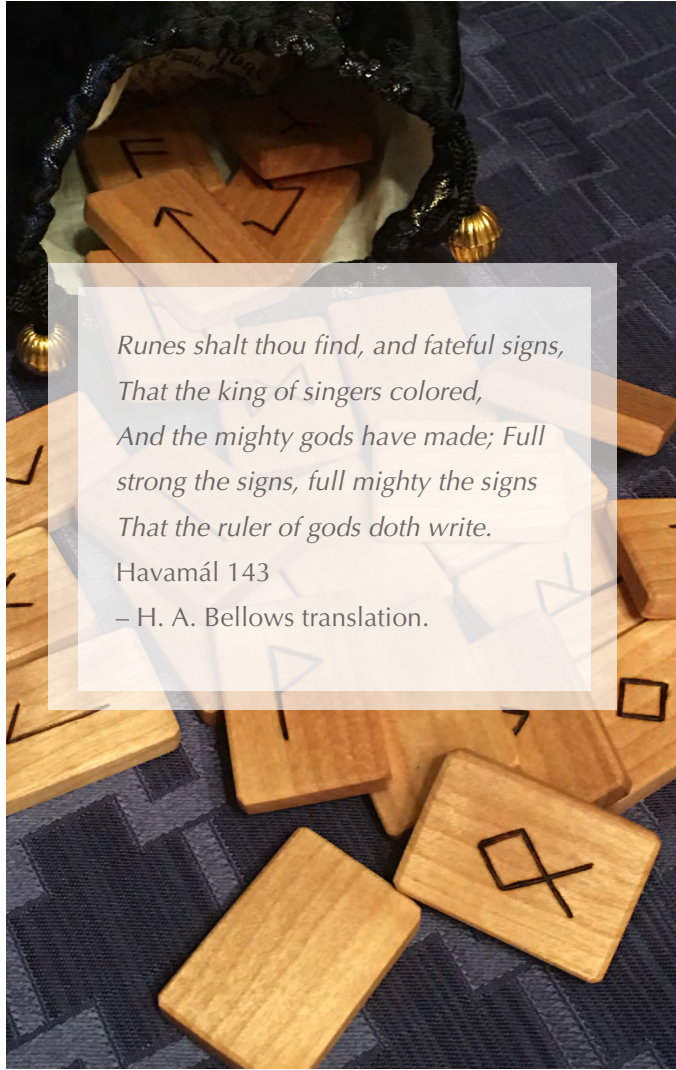 Runes shalt thou find, and fateful signs,
That the king of singers colored,
And the mighty gods have made; Full
strong the signs, full mighty the signs
That the ruler of gods doth write.
Havamál 143
– H. A. Bellows translation.